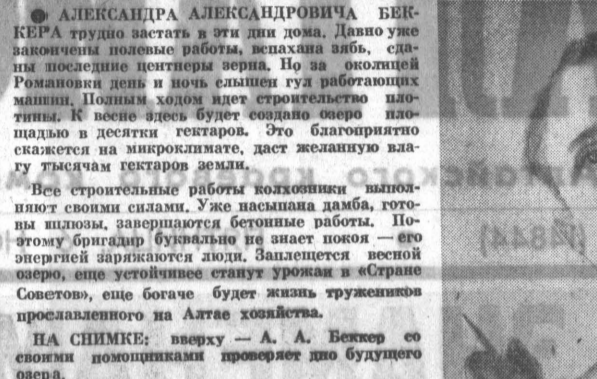 АЛЕКСАНДРА АЛЕКСАНДРОВИЧА БЕК-
КЕРА трудно застать в эти дни дома. Давно уже
закончены полевые работы, вспахана зябь, сда-
ны последние центнеры зерна. Но за околицей
Романовки день и ночь слышен гул работающих
машин. Полным ходом идет строительство пло-
тины. К весне здесь будет создано озеро пло-
щадью в десятки гектаров. Это благоприятно
скажется на микроклимате, даст желанную вла-
гу тысячам гектаров земли.
Все строительные работы колхозники выпол-
няют своими силами. Уже насыпана дамба, гото-
вы шлюзы, завершаются бетонные работы. По-
этому бригадир буквально не знает покоя — его
энергией заряжаются люди. Заплещется весной
озеро, еще устойчивее станут урожаи в «Стране
Советов», еще богаче будет жизнь тружеников
прославленного на Алтае хозяйства.
НА СНИМКЕ: вверху — А. А. Беккер со
своими помощниками проверяет дно будущего
озера.